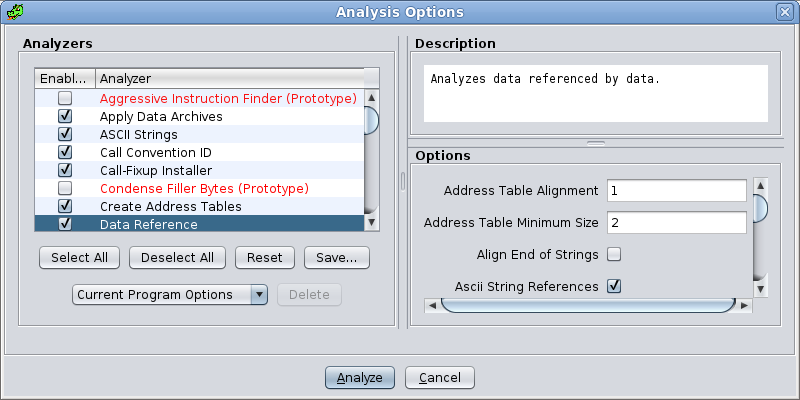 Analysis Options
Analyzers
Enabl... Analyzer
Aggressive Instruction Finder (Prototype)
Apply Data Archives
ASCII Strings
Call Convention ID
Call-Fixup Installer
Condense Filler Bytes (Prototype)
Create Address Tables
Data Reference
Select All Deselect All Reset Save...
Current Program Options Delete
Description
Analyzes data referenced by data.
Options
Address Table Alignment 1
Address Table Minimum Size 2
Align End of Strings
Ascii String References
Analyze Cancel